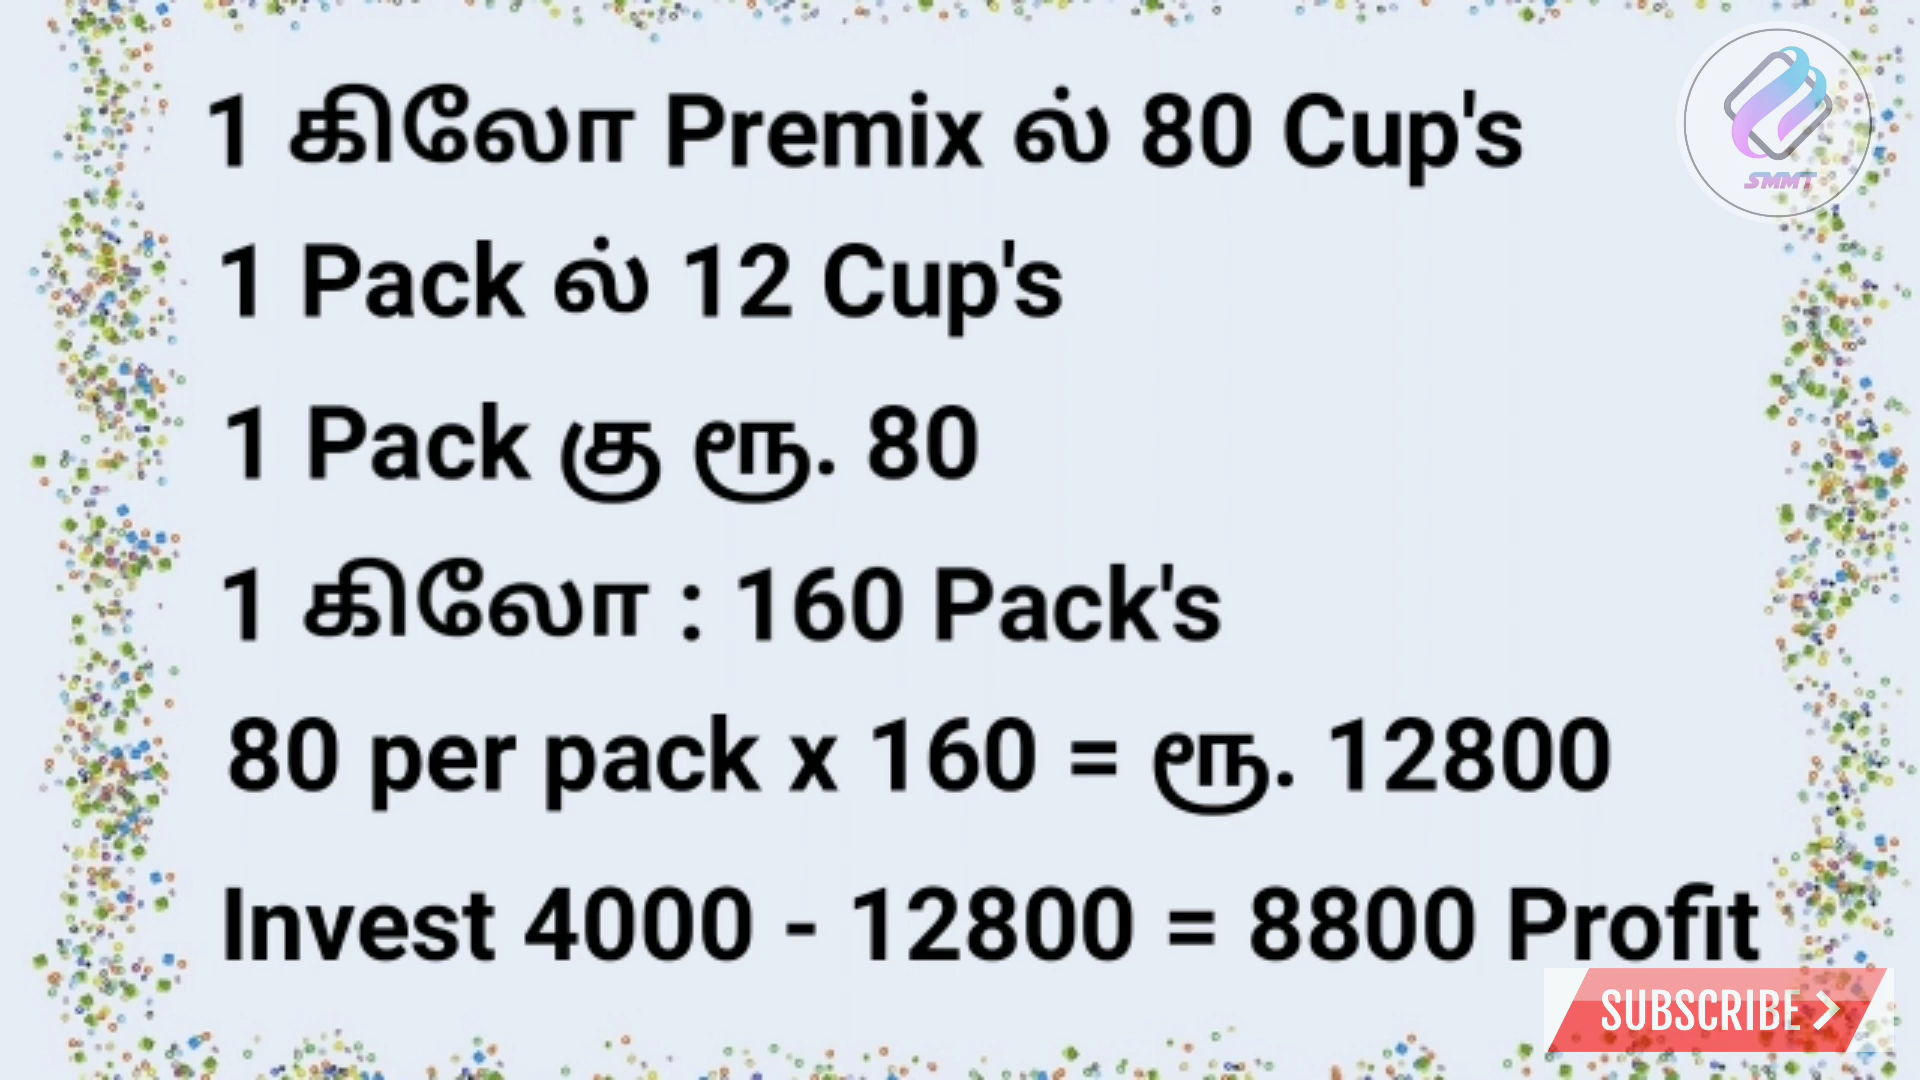 1 கிலோ Premix ல் 80 Cup's
SMMT
1 Pack ல் 12 Cup's
1 Pack கு ரூ. 80
1 கிலோ : 160 Pack's
80 per pack x 160 = ரூ. 12800
Invest 4000 - 12800 = 8800 Profit
SUBSCRIBE